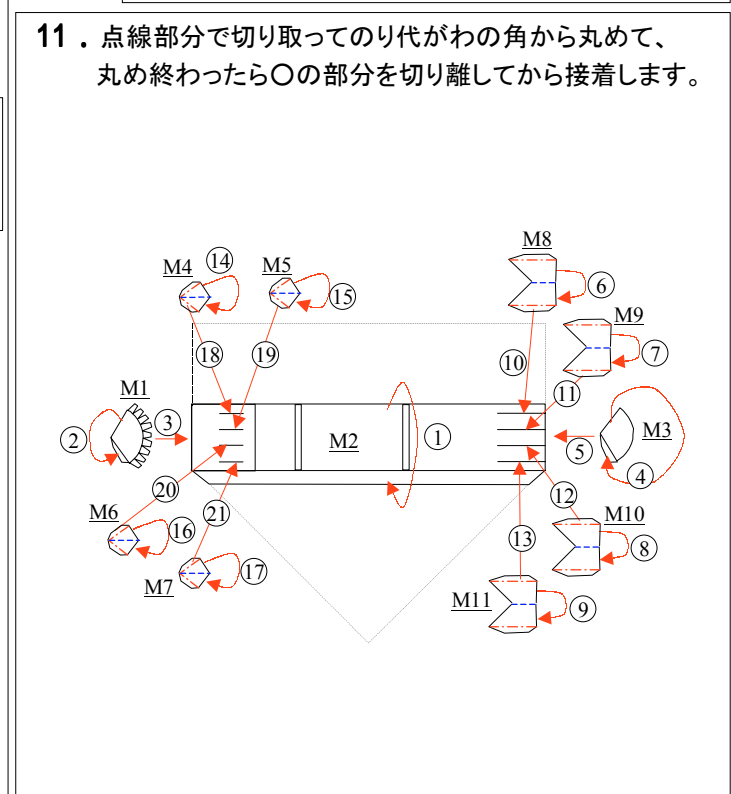 11 . 点線部分で切り取ってのり代がわの角から丸めて、
丸め終わったら〇の部分を切り離してから接着します。
M8
M4 ⑭ M5
⑥
⑮
M9
⑱ ⑲ ⑩ ⑦
M1 ⑪
② ③ M2 ① ⑤ M3
④
⑳ ⑫
M6 ⑯ ㉑ M10
⑬ ⑧
M7 ⑰
M11 ⑨